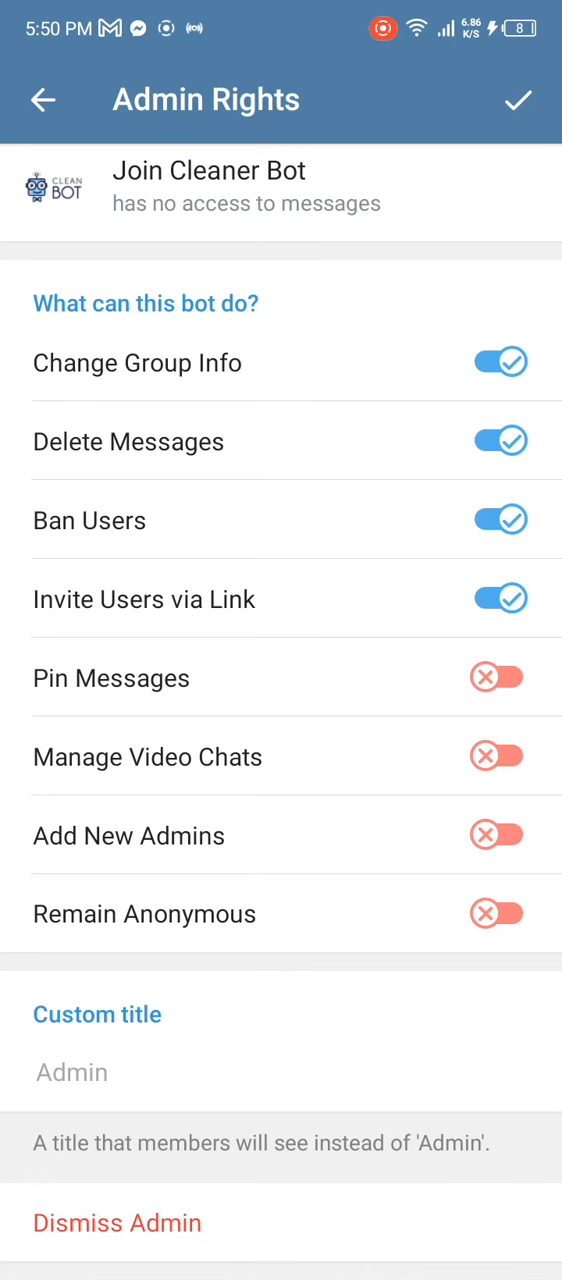 5:50 PM 6.86 K/S 8
Admin Rights
CLEAN BOT
Join Cleaner Bot
has no access to messages
What can this bot do?
Change Group Info
Delete Messages
Ban Users
Invite Users via Link
Pin Messages
Manage Video Chats
Add New Admins
Remain Anonymous
Custom title
Admin
A title that members will see instead of 'Admin'.
Dismiss Admin